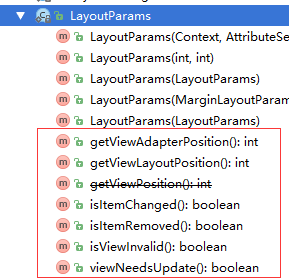 LayoutParams
LayoutParams(Context, AttributeSe
LayoutParams(int, int)
LayoutParams(LayoutParams)
LayoutParams(MarginLayoutParam
LayoutParams(LayoutParams)
getViewAdapterPosition(): int
getViewLayoutPosition(): int
getViewPosition(): int
isItemChanged(): boolean
isItemRemoved(): boolean
isViewInvalid(): boolean
viewNeedsUpdate(): boolean